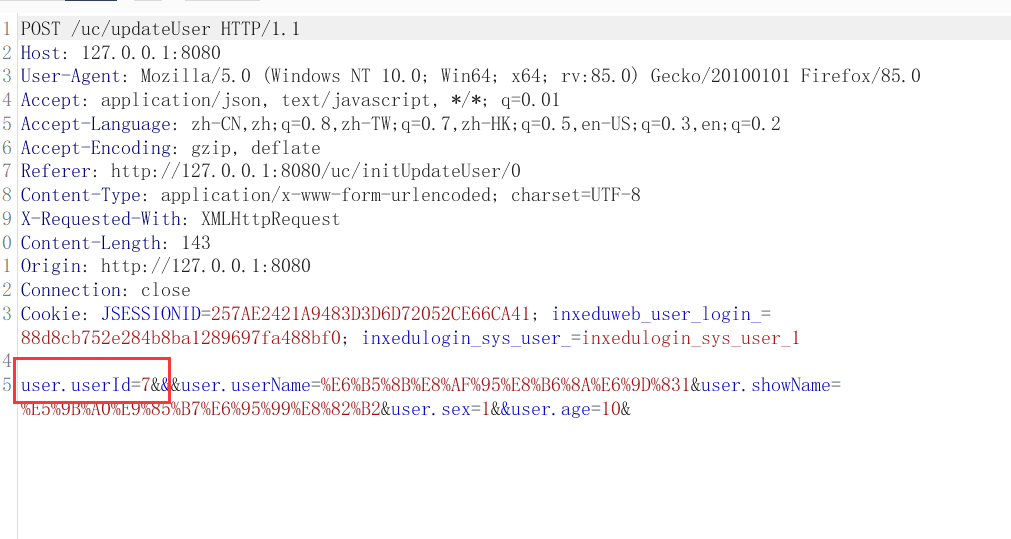 1 POST /uc/updateUser HTTP/1.1
2 Host: 127.0.0.1:8080
3 User-Agent: Mozilla/5.0 (Windows NT 10.0; Win64; x64; rv:85.0) Gecko/20100101 Firefox/85.0
4 Accept: application/json, text/javascript, */*; q=0.01
5 Accept-Language: zh-CN,zh;q=0.8,zh-TW;q=0.7,zh-HK;q=0.5,en-US;q=0.3,en;q=0.2
6 Accept-Encoding: gzip, deflate
7 Referer: http://127.0.0.1:8080/uc/initUpdateUser/0
8 Content-Type: application/x-www-form-urlencoded; charset=UTF-8
9 X-Requested-With: XMLHttpRequest
0 Content-Length: 143
1 Origin: http://127.0.0.1:8080
2 Connection: close
3 Cookie: JSESSIONID=257AE2421A9483D3D6D72052CE66CA41; inxeduweb_user_login_=
88d8cb752e284b8ba1289697fa488bf0; inxedulogin_sys_user_=inxedulogin_sys_user_1
4
5 user.userId=7&&&user.userName=%E6%B5%8B%E8%AF%95%E8%B6%8A%E6%9D%831&user.showName=
%E5%9B%A0%E9%85%B7%E6%95%99%E8%82%B2&user.sex=1&&user.age=10&